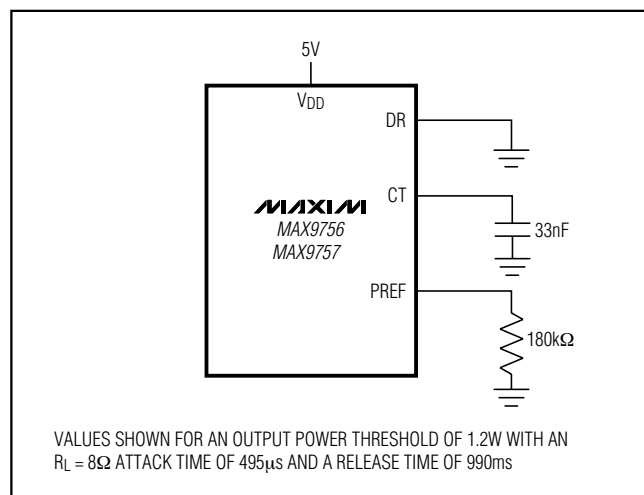 5V
VDD
DR
MAXIM
CT
MAX9756
33nF
MAX9757
PREF
180kΩ
VALUES SHOWN FOR AN OUTPUT POWER THRESHOLD OF 1.2W WITH AN
RL = 8Ω ATTACK TIME OF 495μs AND A RELEASE TIME OF 990ms